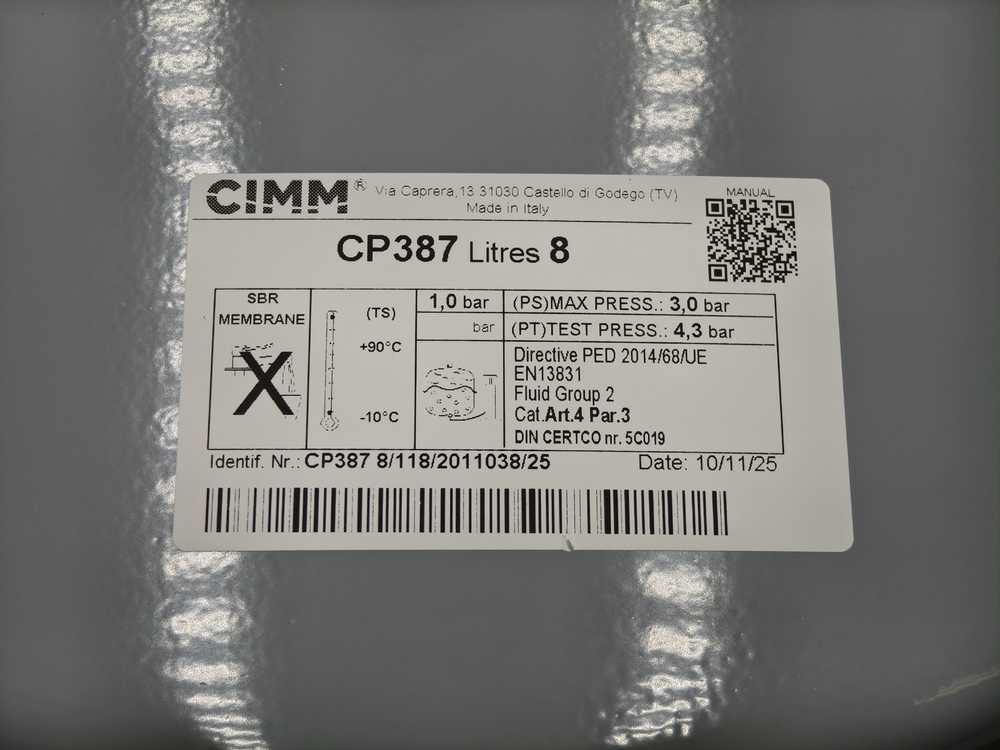 CIMM® Via Caprera,13 31030 Castello di Godego (TV)
Made in Italy
MANUAL
CP387 Litres 8
SBR
MEMBRANE
X
(TS)
+90°C
-10°C
1,0 bar
bar
(PS)MAX PRESS.: 3,0 bar
(PT)TEST PRESS.: 4,3 bar
Directive PED 2014/68/UE
EN13831
Fluid Group 2
Cat.Art.4 Par.3
DIN CERTCO nr. 5C019
Identif. Nr.: CP387 8/118/2011038/25
Date: 10/11/25